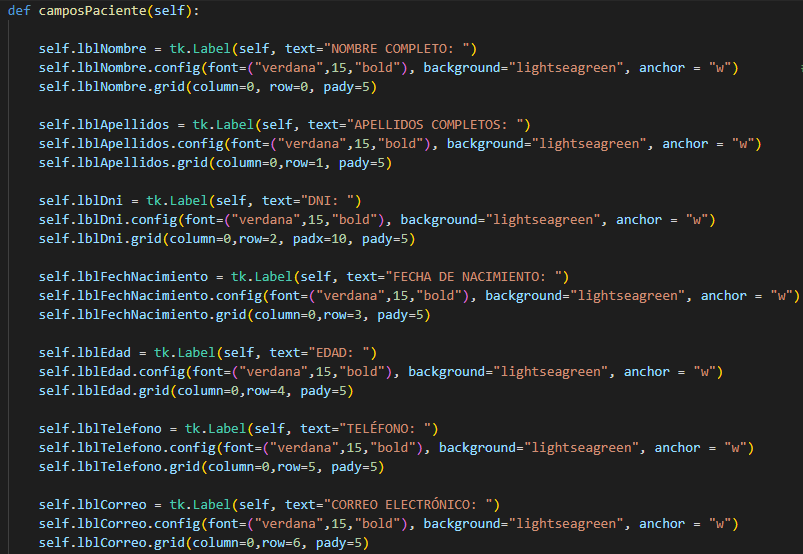 def camposPaciente(self):
self.lblNombre = tk.Label(self, text="NOMBRE COMPLETO: ")
self.lblNombre.config(font=("verdana",15,"bold"), background="lightseagreen", anchor = "w")
self.lblNombre.grid(column=0, row=0, pady=5)
self.lblApellidos = tk.Label(self, text="APELLIDOS COMPLETOS: ")
self.lblApellidos.config(font=("verdana",15,"bold"), background="lightseagreen", anchor = "w")
self.lblApellidos.grid(column=0,row=1, pady=5)
self.lblDni = tk.Label(self, text="DNI: ")
self.lblDni.config(font=("verdana",15,"bold"), background="lightseagreen", anchor = "w")
self.lblDni.grid(column=0,row=2, padx=10, pady=5)
self.lblFechNacimiento = tk.Label(self, text="FECHA DE NACIMIENTO: ")
self.lblFechNacimiento.config(font=("verdana",15,"bold"), background="lightseagreen", anchor = "w")
self.lblFechNacimiento.grid(column=0,row=3, pady=5)
self.lblEdad = tk.Label(self, text="EDAD: ")
self.lblEdad.config(font=("verdana",15,"bold"), background="lightseagreen", anchor = "w")
self.lblEdad.grid(column=0,row=4, pady=5)
self.lblTelefono = tk.Label(self, text="TELÉFONO: ")
self.lblTelefono.config(font=("verdana",15,"bold"), background="lightseagreen", anchor = "w")
self.lblTelefono.grid(column=0,row=5, pady=5)
self.lblCorreo = tk.Label(self, text="CORREO ELECTRÓNICO: ")
self.lblCorreo.config(font=("verdana",15,"bold"), background="lightseagreen", anchor = "w")
self.lblCorreo.grid(column=0,row=6, pady=5)